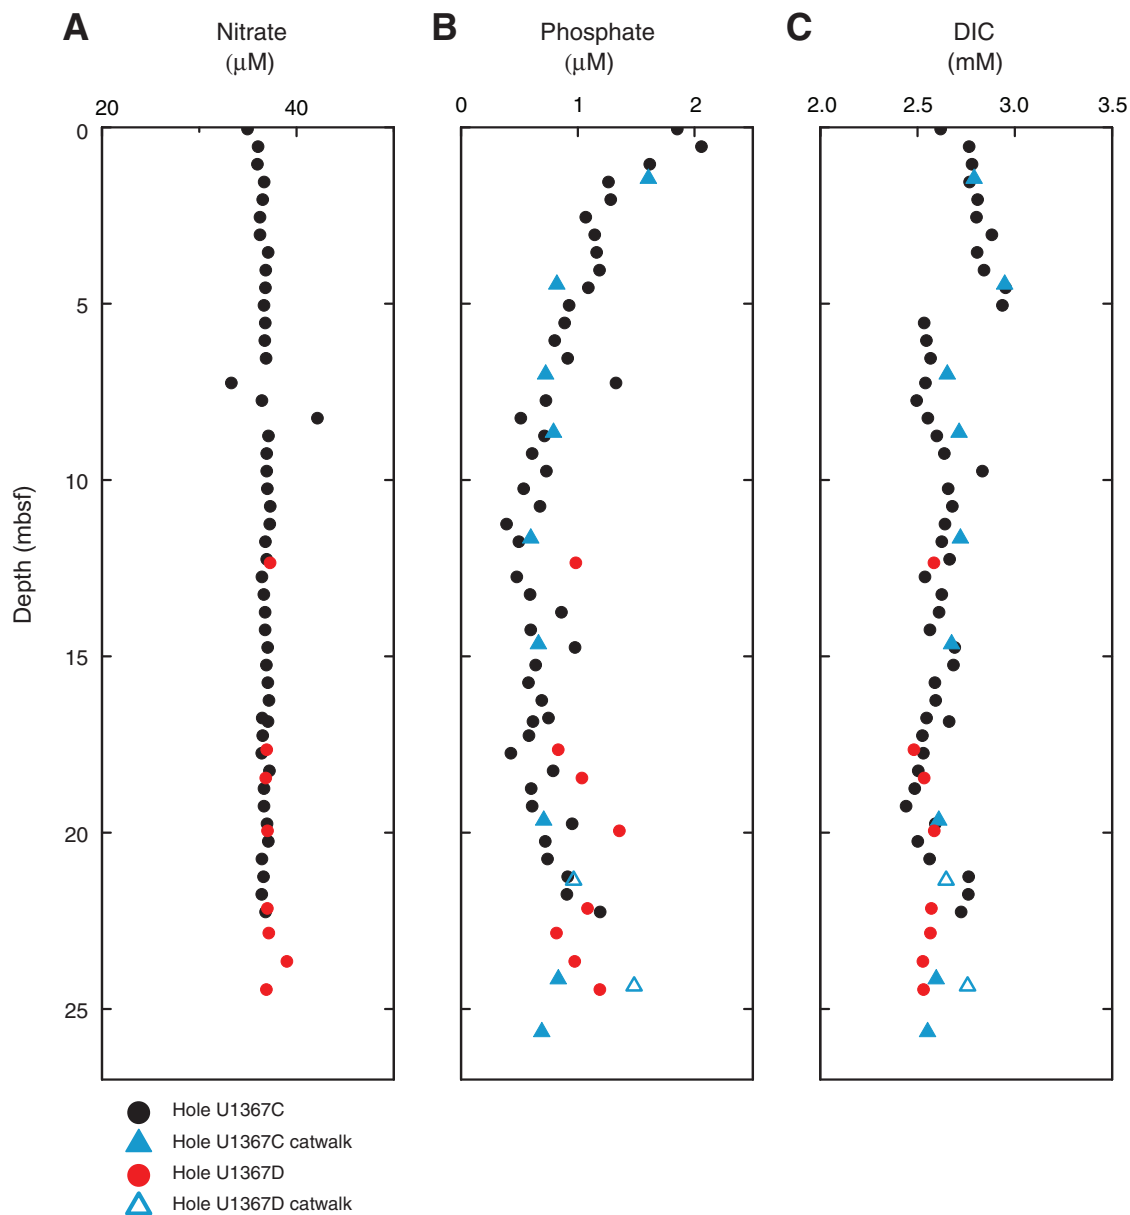 A
Nitrate
(μM)
B
Phosphate
(μM)
C
DIC
(mM)
20
40
0
1
2
2.0
2.5
3.0
3.5
0
5
10
15
20
25
Depth (mbsf)
Hole U1367C
Hole U1367C catwalk
Hole U1367D
Hole U1367D catwalk